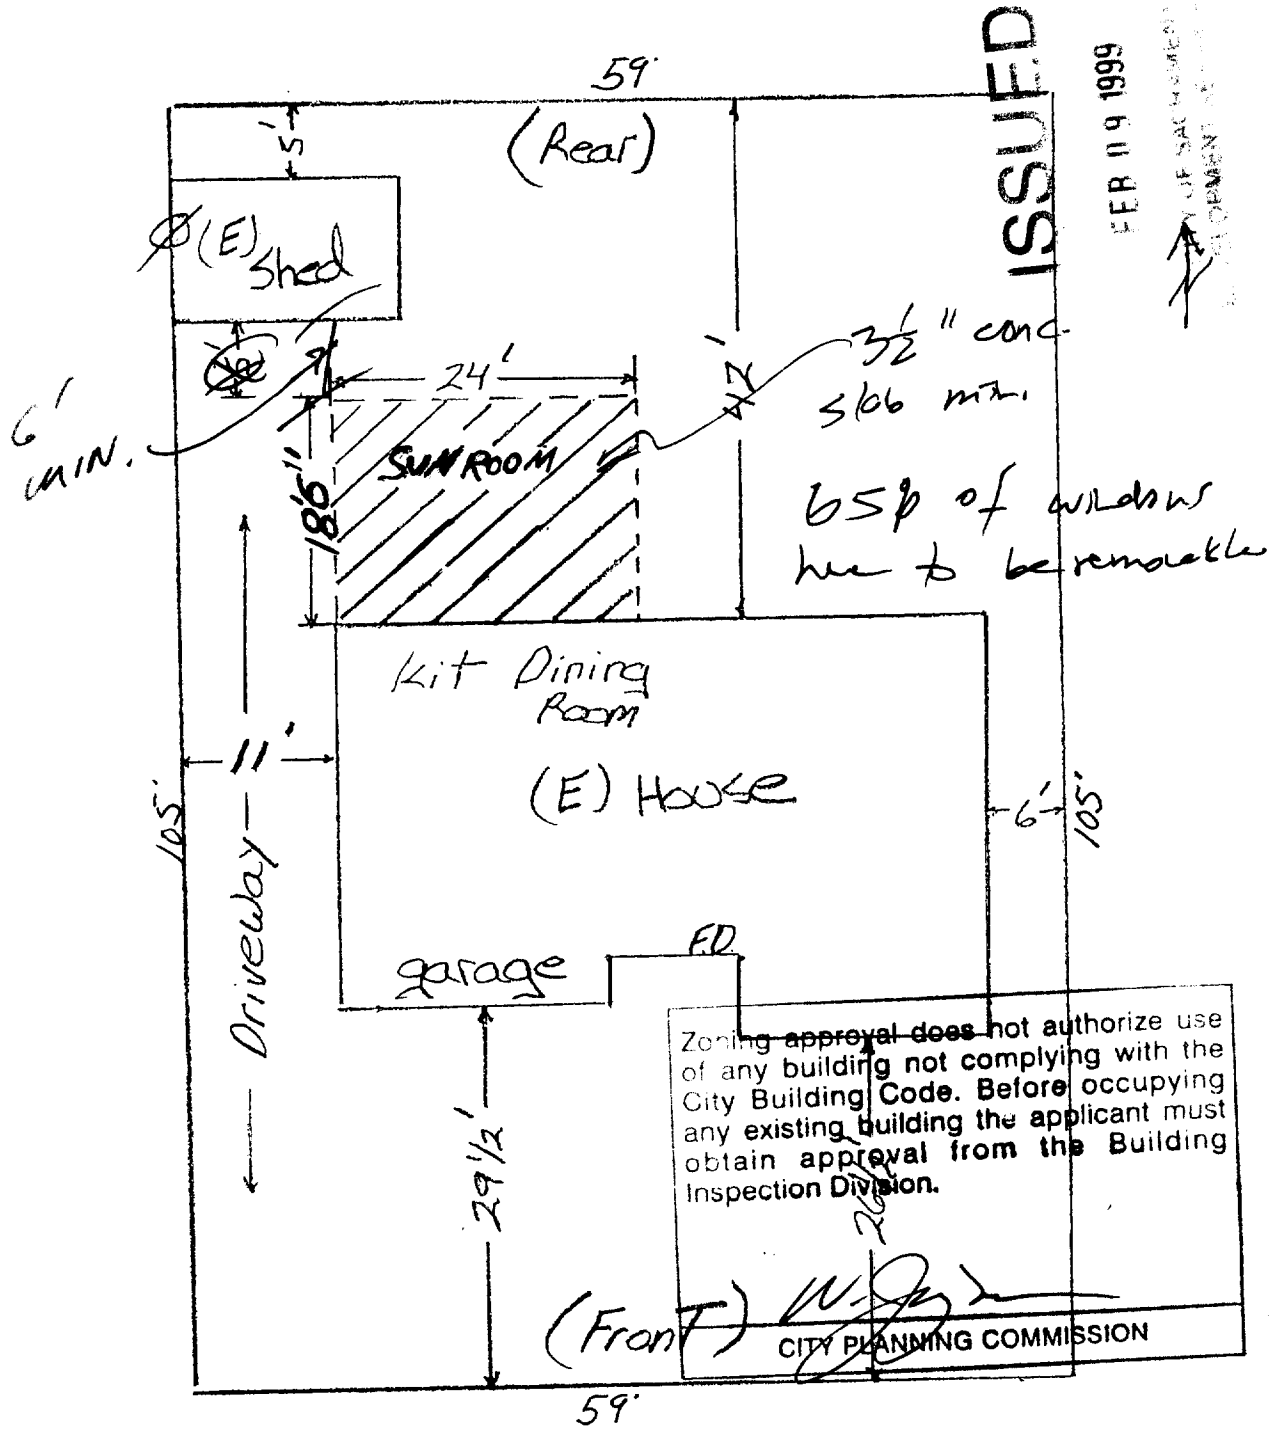 59'
ISSUED
FEB 09 1999
5'
(Rear)
(E)
Shed
6'
MIN.
24'
42'
3½" conc.
slab min.
SUNROOM
18'6"
65% of windows
have to be removable
Kit Dining
Room
11'
(E) House
6'
105'
105'
Driveway
garage
F.D.
29½'
26½'
Zoning approval does not authorize use
of any building not complying with the
City Building Code. Before occupying
any existing building the applicant must
obtain approval from the Building
Inspection Division.
(Front)
CITY PLANNING COMMISSION
59'